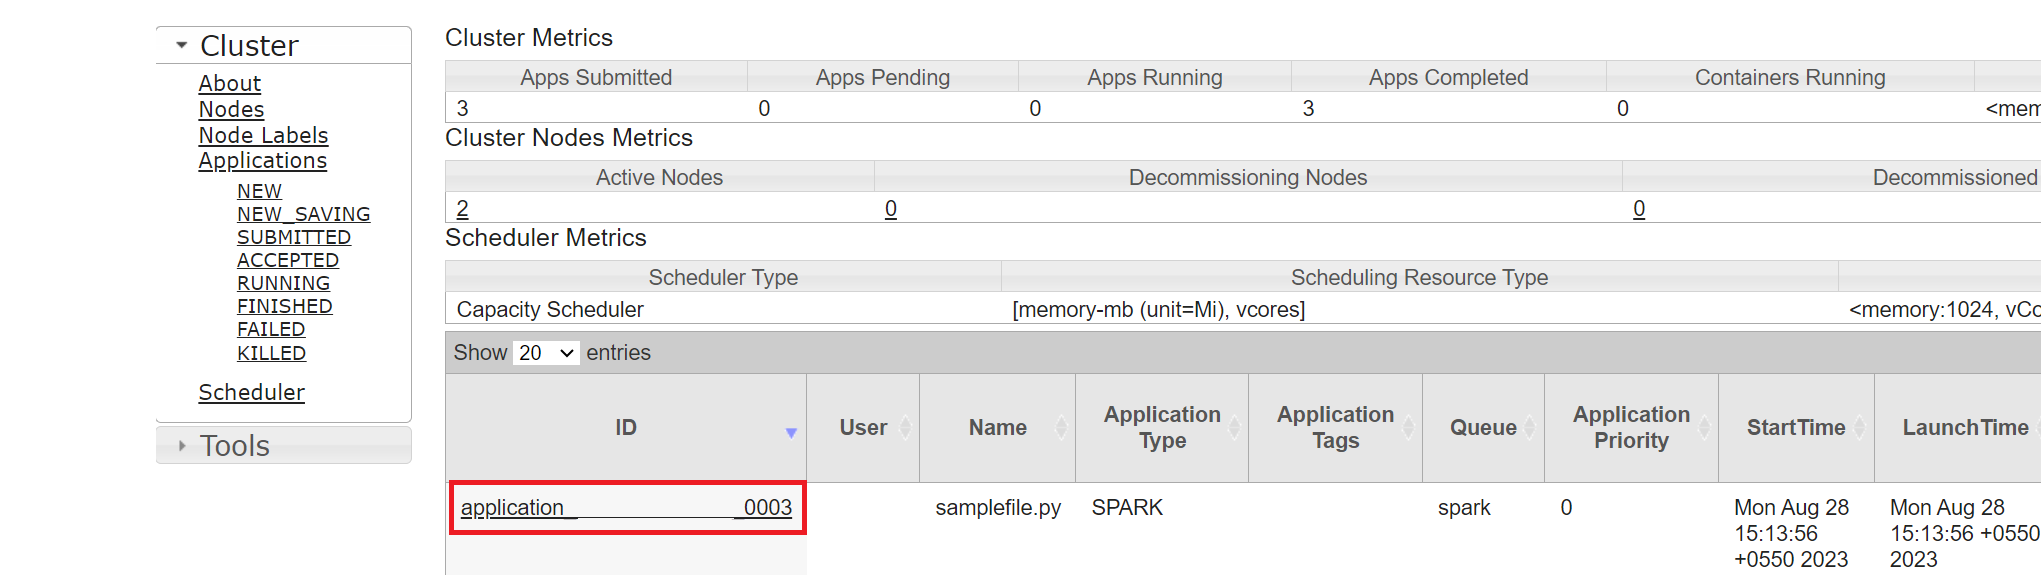 Cluster
About
Nodes
Node Labels
Applications
NEW
NEW_SAVING
SUBMITTED
ACCEPTED
RUNNING
FINISHED
FAILED
KILLED
Scheduler
Tools
Cluster Metrics
Apps Submitted Apps Pending Apps Running Apps Completed Containers Running
3 0 0 3 0 <mem
Cluster Nodes Metrics
Active Nodes Decommissioning Nodes Decommissioned
2 0 0
Scheduler Metrics
Scheduler Type Scheduling Resource Type
Capacity Scheduler [memory-mb (unit=Mi), vcores] <memory:1024, vCo
Show 20 entries
ID User Name Application Type Application Tags Queue Application Priority StartTime LaunchTime
application_ _0003 samplefile.py SPARK spark 0 Mon Aug 28 Mon Aug 28
15:13:56 15:13:56 +0550
+0550 2023 2023